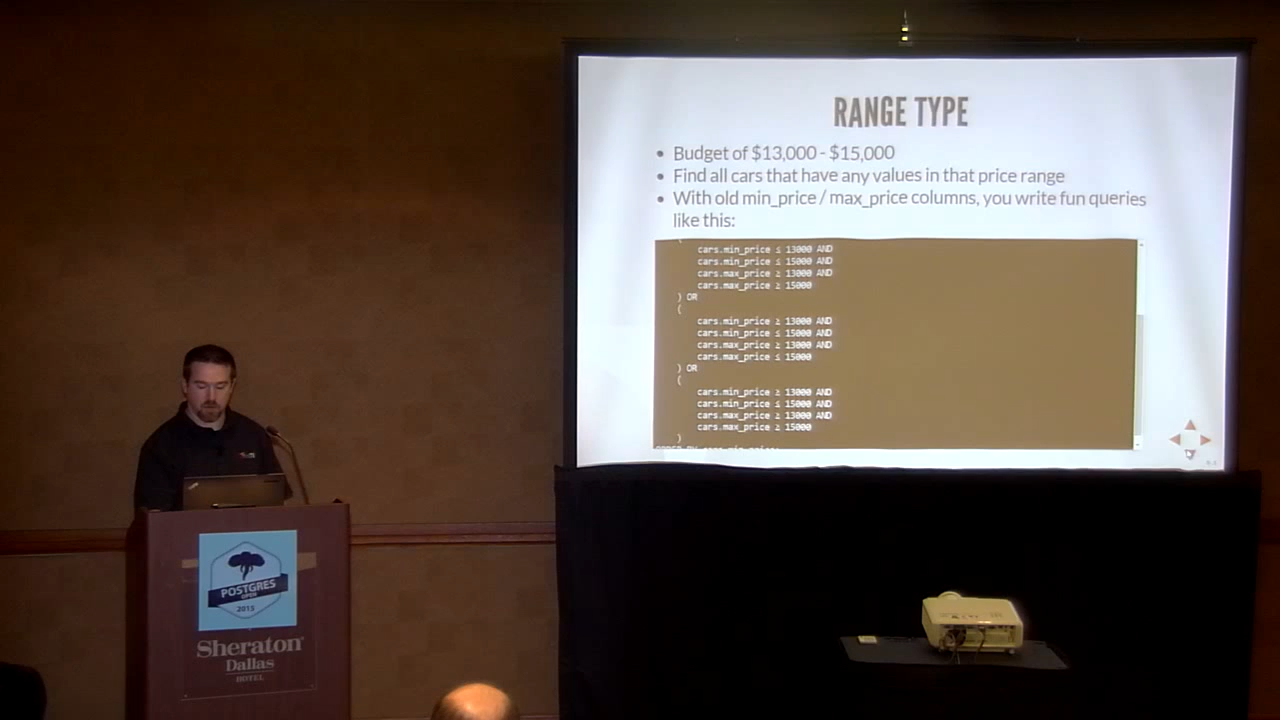 RANGE TYPE
• Budget of $13,000 - $15,000
• Find all cars that have any values in that price range
• With old min_price / max_price columns, you write fun queries
like this:
(
cars.min_price ≤ 13000 AND
cars.min_price ≤ 15000 AND
cars.max_price ≥ 13000 AND
cars.max_price ≥ 15000
) OR
(
cars.min_price ≥ 13000 AND
cars.min_price ≤ 15000 AND
cars.max_price ≥ 13000 AND
cars.max_price ≤ 15000
) OR
(
cars.min_price ≥ 13000 AND
cars.min_price ≤ 15000 AND
cars.max_price ≥ 13000 AND
cars.max_price ≥ 15000
)
POSTGRES
OPEN
2015
Sheraton
Dallas
HOTEL